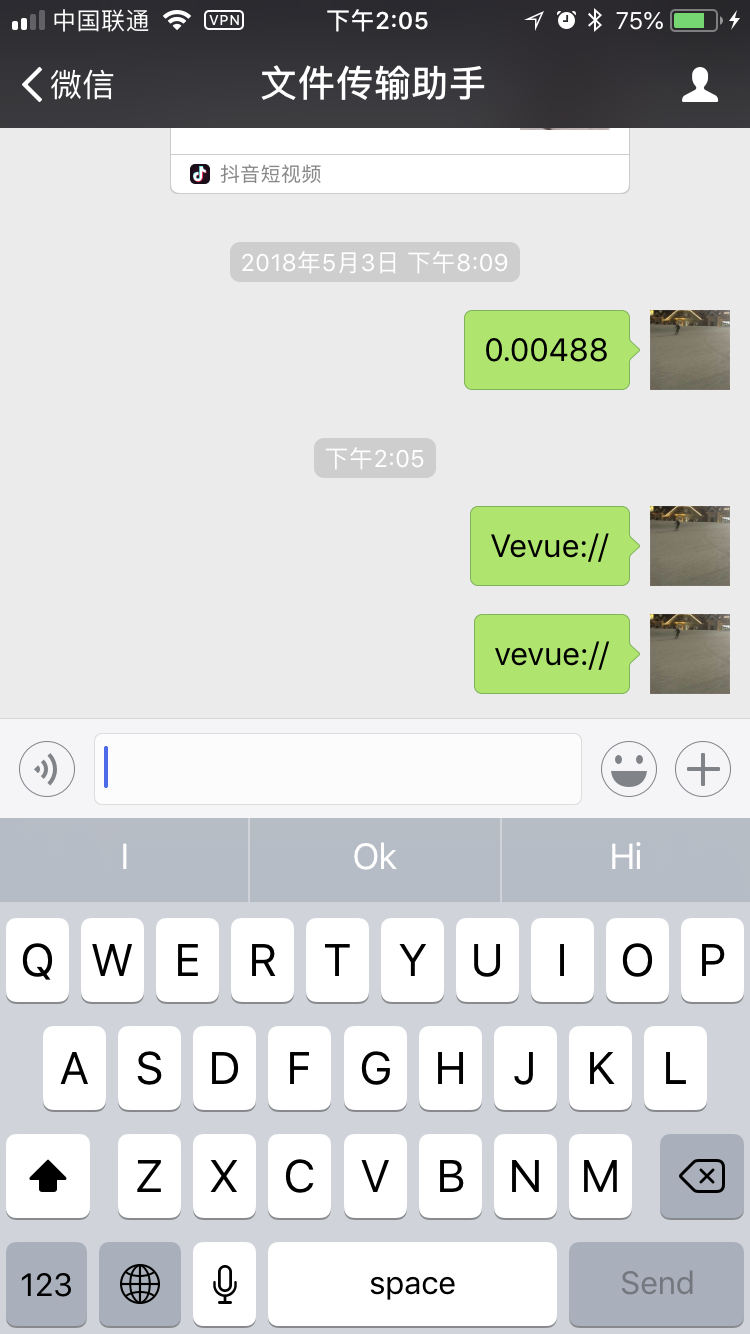 中国联通 VPN 下午2:05 75%
微信 文件传输助手
抖音短视频
2018年5月3日 下午8:09
0.00488
下午2:05
Vevue://
vevue://
I Ok Hi
Q W E R T Y U I O P
A S D F G H J K L
Z X C V B N M
123 space Send